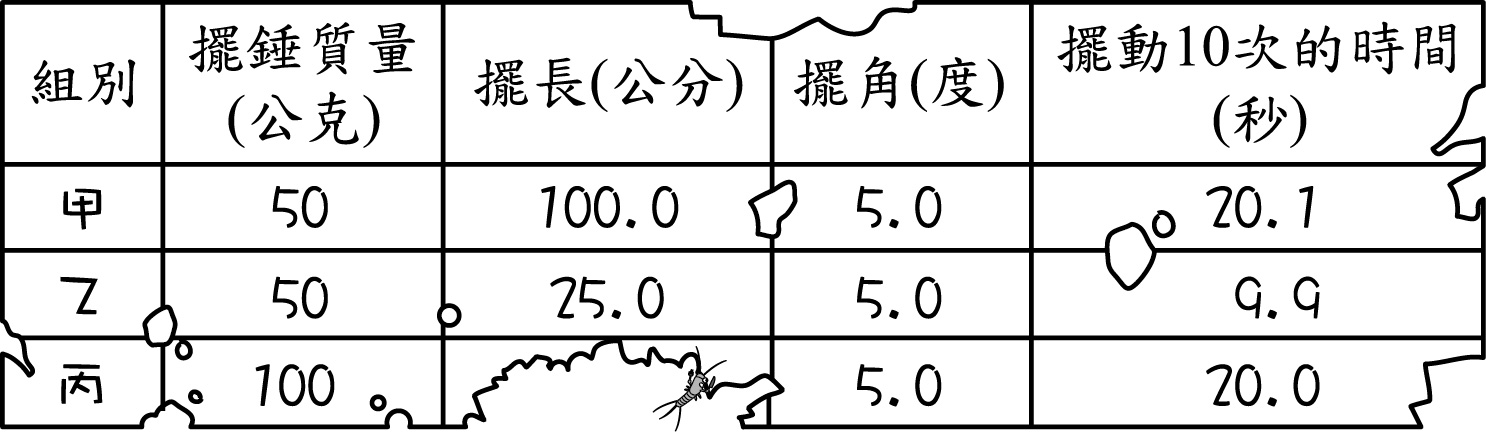 組別 擺錘質量(公克) 擺長(公分) 擺角(度) 擺動10次的時間(秒)
甲 50 100.0 5.0 20.1
乙 50 25.0 5.0 9.9
丙 100 5.0 20.0